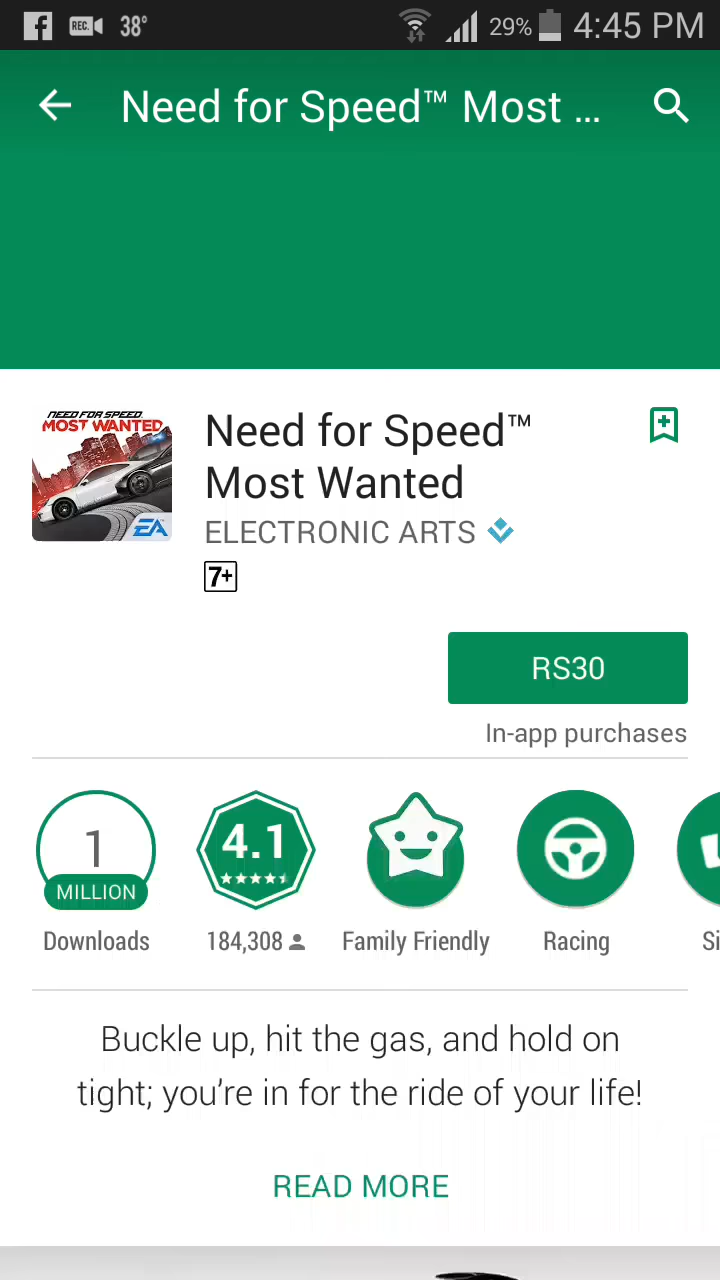 REC. 38° 29% 4:45 PM
Need for Speed™ Most ...
NEED FOR SPEED
MOST WANTED
EA
Need for Speed™
Most Wanted
ELECTRONIC ARTS
7+
RS30
In-app purchases
1
MILLION
4.1
Downloads
184,308
Family Friendly
Racing
Si
Buckle up, hit the gas, and hold on
tight; you're in for the ride of your life!
READ MORE